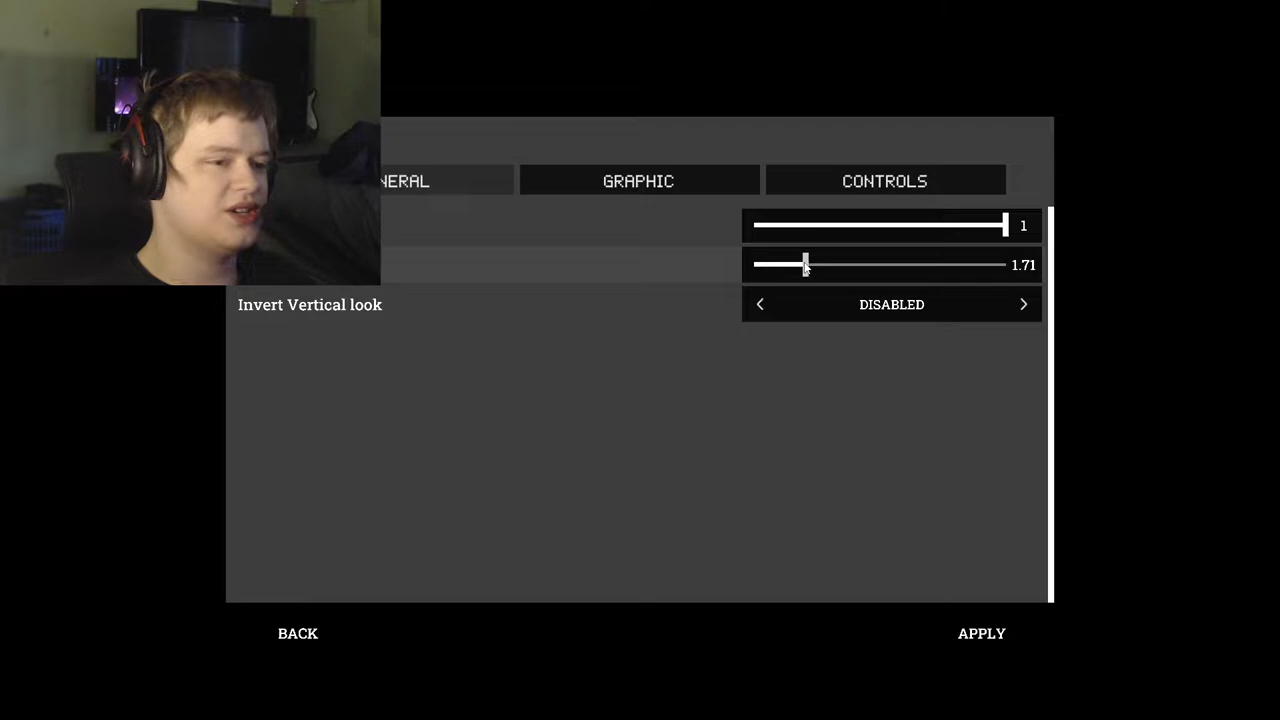 NERAL
GRAPHIC
CONTROLS
1
1.71
Invert Vertical look
DISABLED
BACK
APPLY